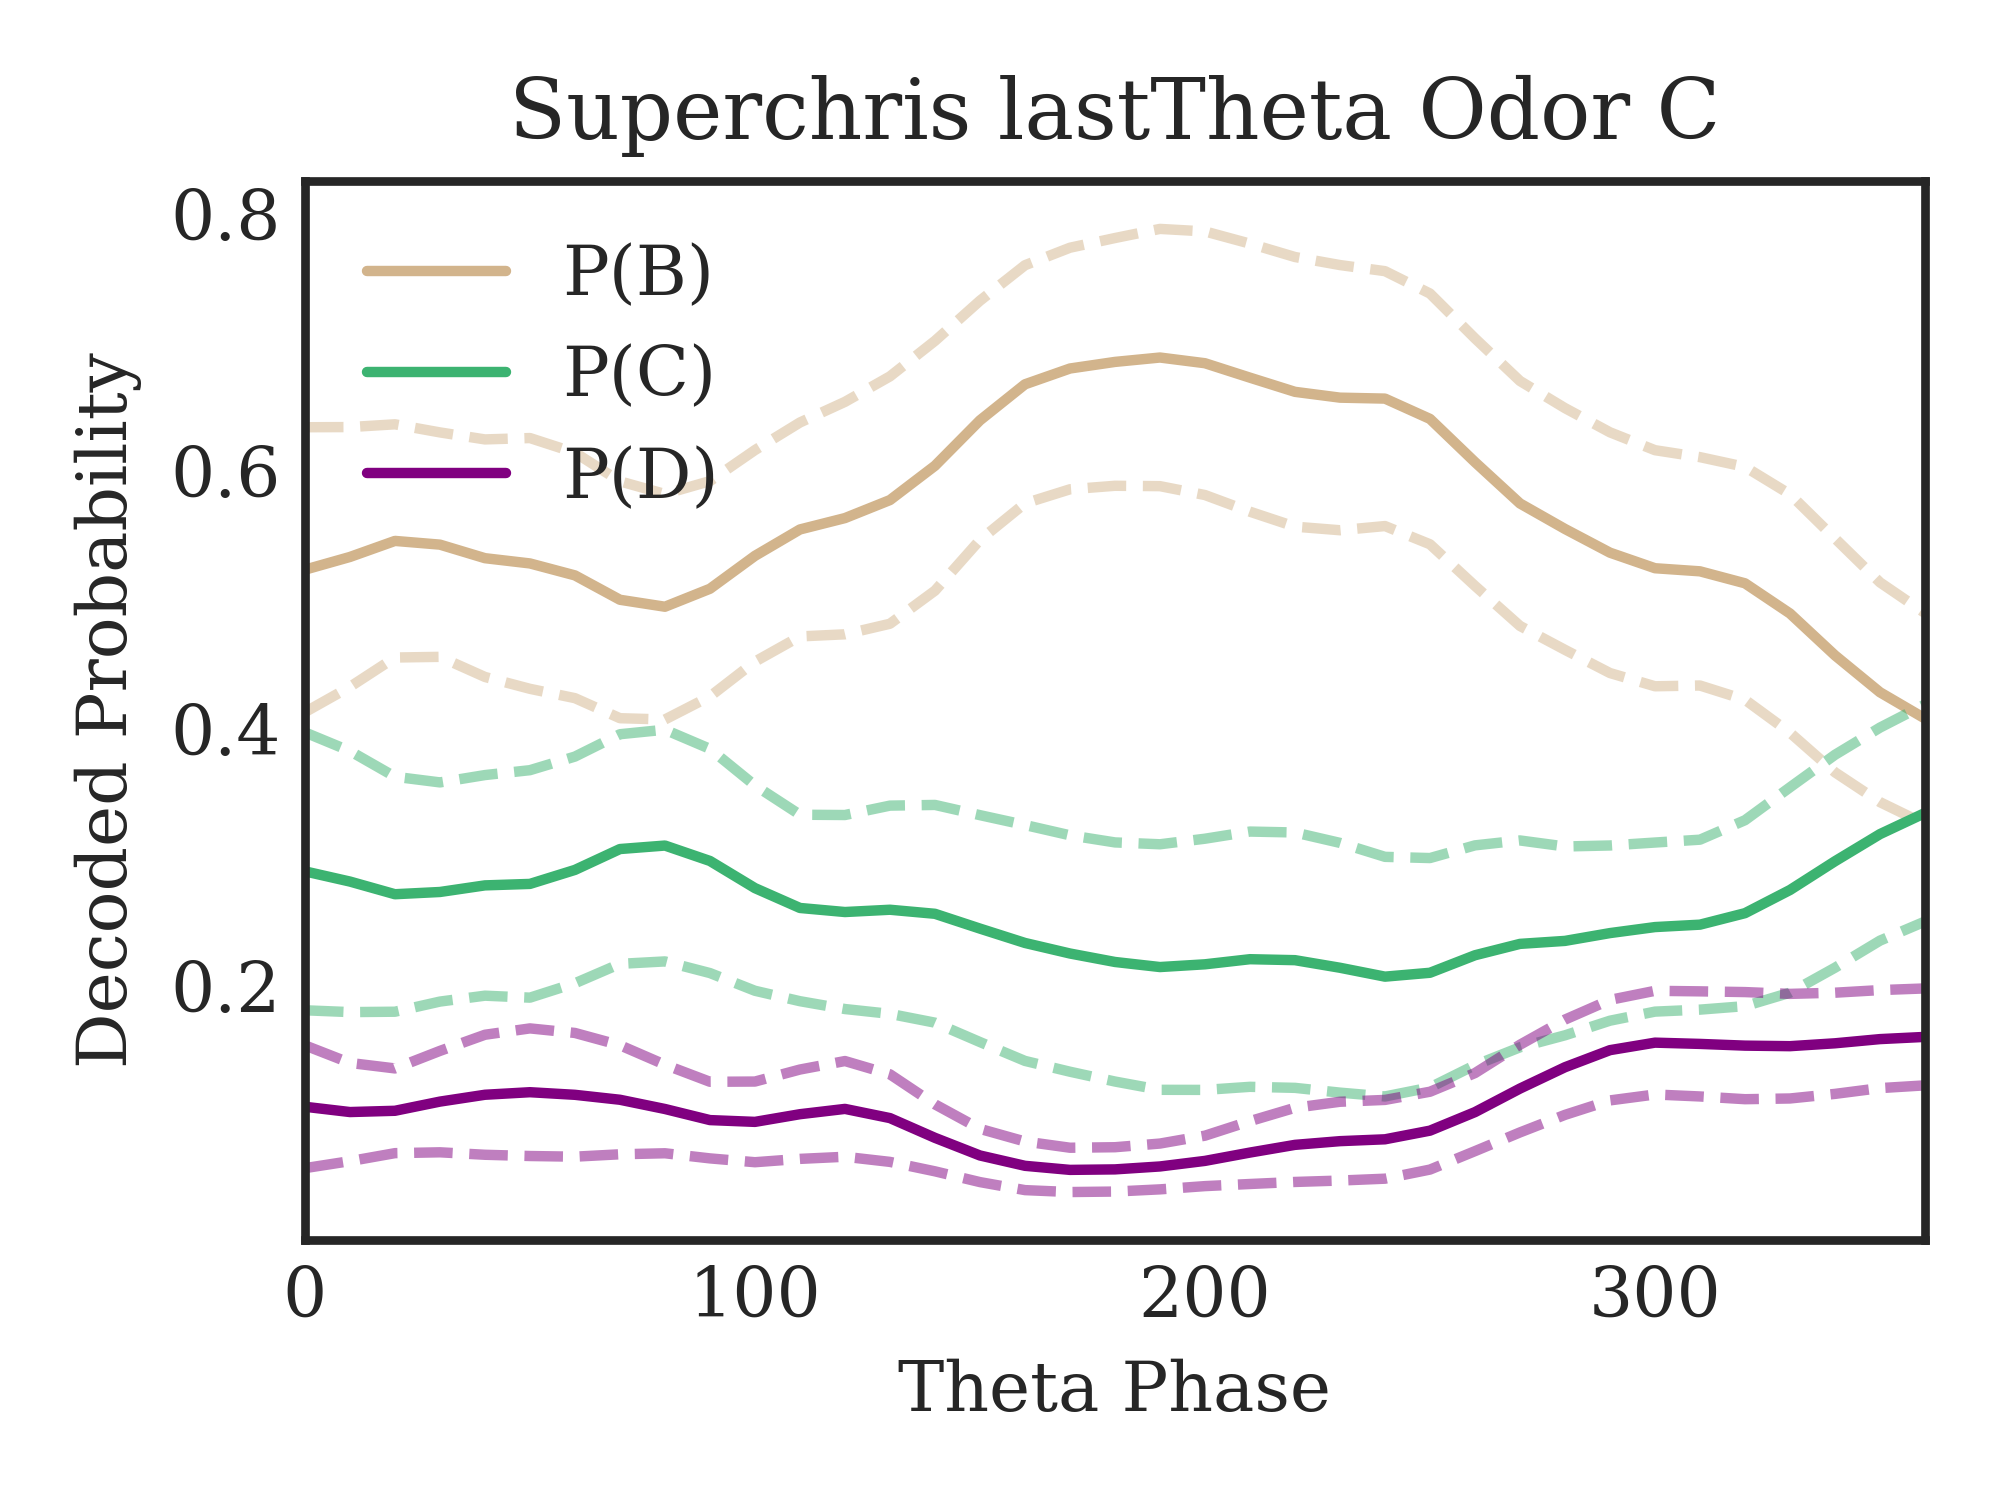 Superchris lastTheta Odor C
0.8
0.6
0.4
0.2
Decoded Probability
P(B)
P(C)
P(D)
0 100 200 300
Theta Phase